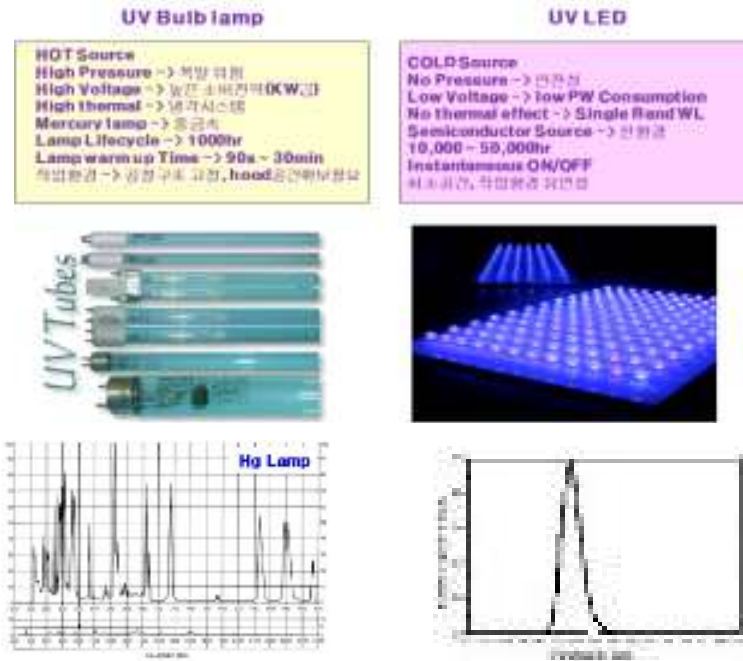 UV Bulb lamp
HOT Source
High Pressure -> 폭발 위험
High Voltage -> 높은 소비전력(KW급)
High thermal -> 냉각시스템
Mercury lamp -> 중금속
Lamp Lifecycle -> 1000hr
Lamp warm up Time -> 90s ~ 30min
작업환경 -> 공정구조 고정, hood공간확보필요
UV LED
COLD Source
No Pressure -> 안전성
Low Voltage -> low PW Consumption
No thermal effect -> Single Band WL
Semiconductor Source -> 친환경
10,000 ~ 50,000hr
Instantaneous ON/OFF
최소공간, 작업환경 유연성
UV Tubes
Hg Lamp